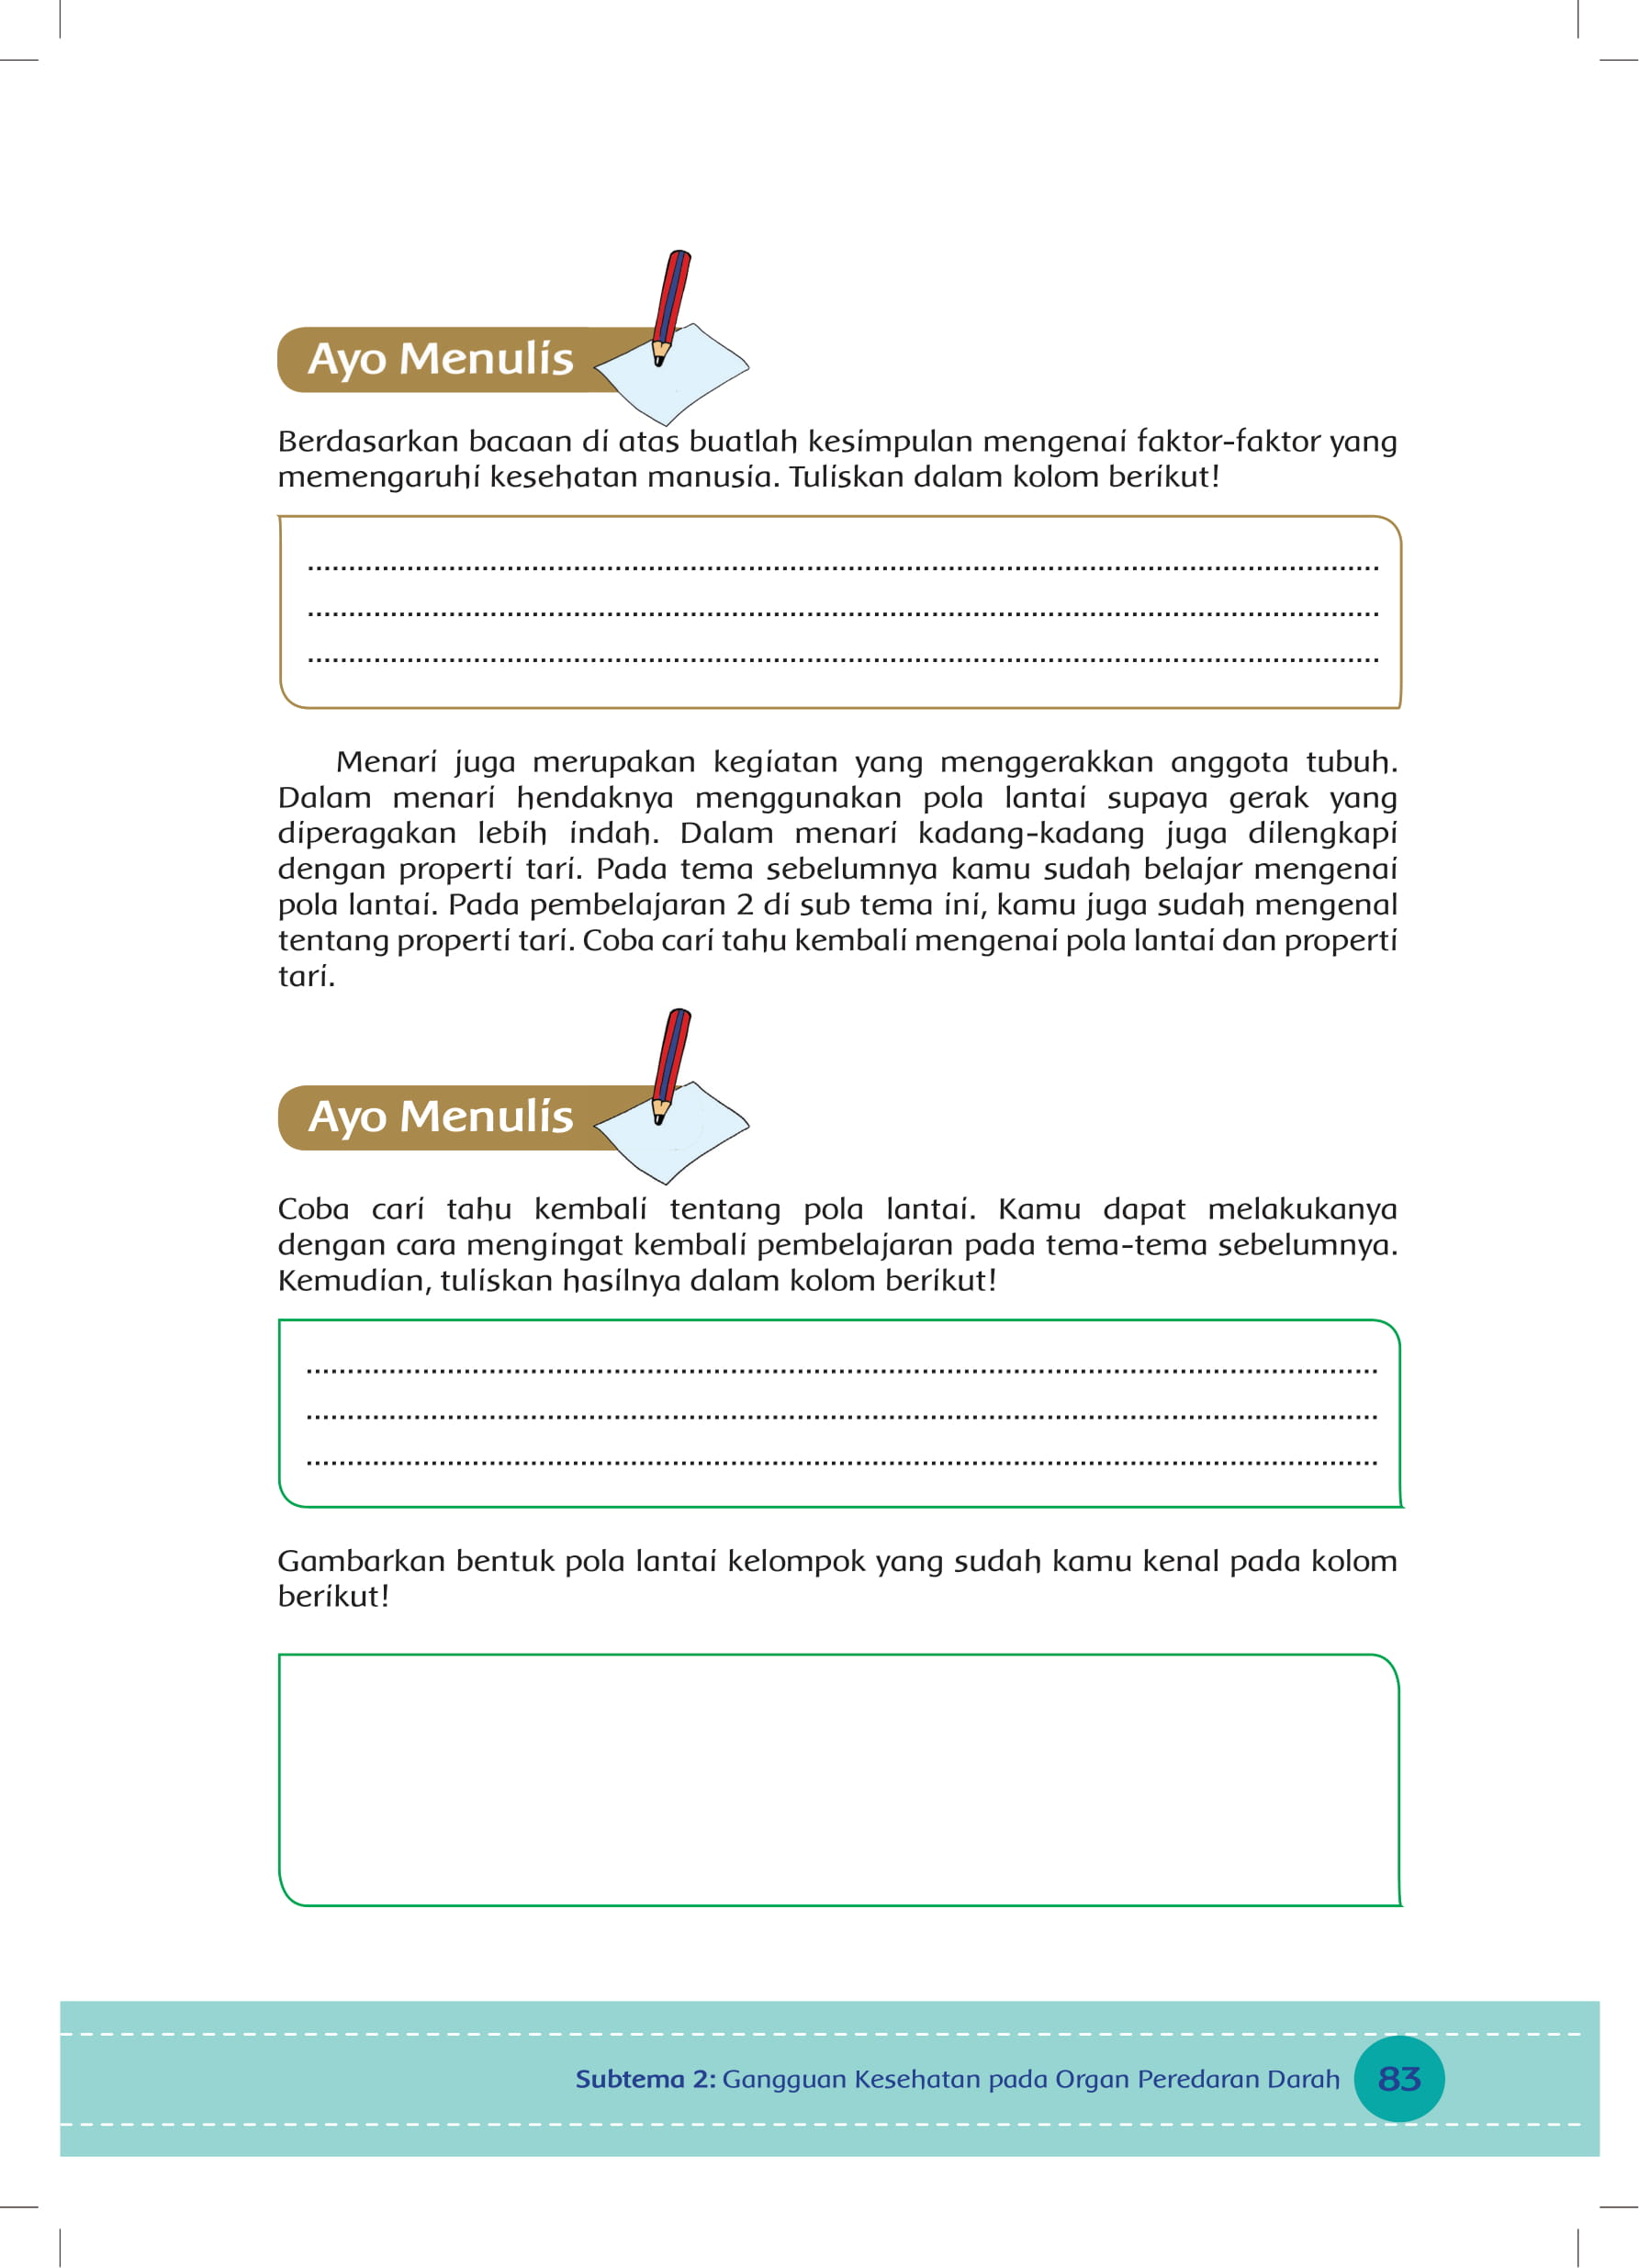 Ayo Menulis
Berdasarkan bacaan di atas buatlah kesimpulan mengenai faktor-faktor yang
memengaruhi kesehatan manusia. Tuliskan dalam kolom berikut!
Menari juga merupakan kegiatan yang menggerakkan anggota tubuh.
Dalam menari hendaknya menggunakan pola lantai supaya gerak yang
diperagakan lebih indah. Dalam menari kadang-kadang juga dilengkapi
dengan properti tari. Pada tema sebelumnya kamu sudah belajar mengenai
pola lantai. Pada pembelajaran 2 di sub tema ini, kamu juga sudah mengenal
tentang properti tari. Coba cari tahu kembali mengenai pola lantai dan properti
tari.
Ayo Menulis
Coba cari tahu kembali tentang pola lantai. Kamu dapat melakukanya
dengan cara mengingat kembali pembelajaran pada tema-tema sebelumnya.
Kemudian, tuliskan hasilnya dalam kolom berikut!
Gambarkan bentuk pola lantai kelompok yang sudah kamu kenal pada kolom
berikut!
Subtema 2: Gangguan Kesehatan pada Organ Peredaran Darah 83